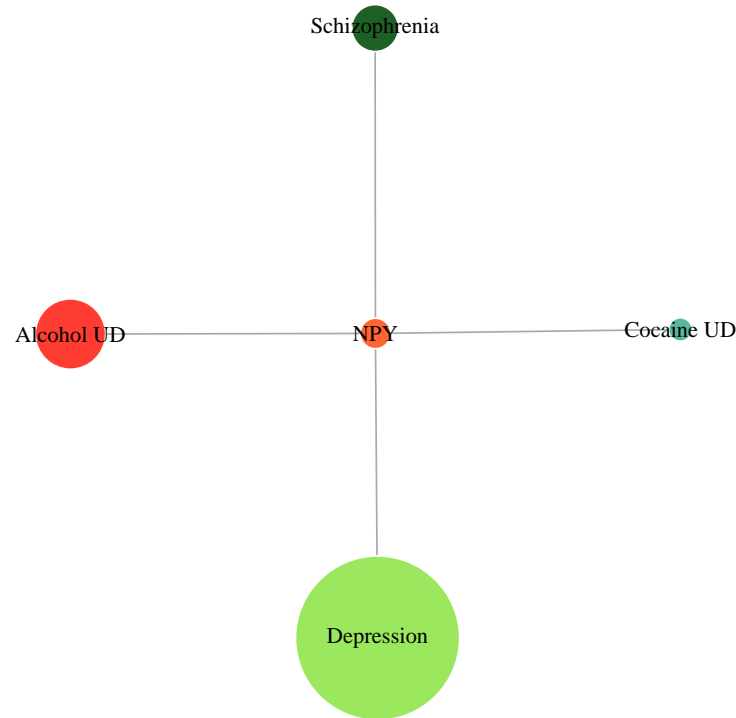 Schizophrenia
Alcohol UD
NPY
Cocaine UD
Depression